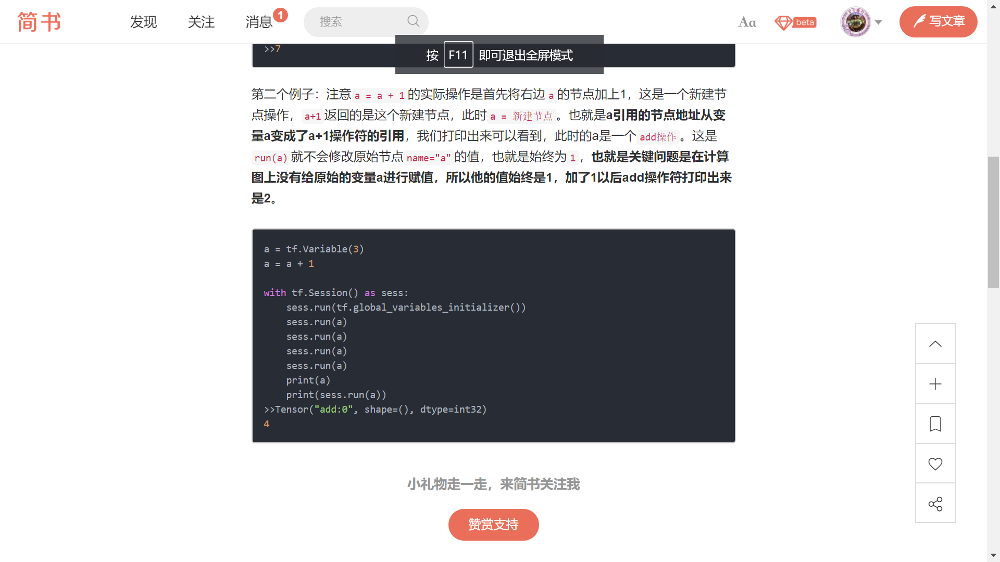 简书
发现 关注 消息 1 搜索 Aa beta 写文章
>>7
按 F11 即可退出全屏模式
第二个例子：注意 a = a + 1 的实际操作是首先将右边 a 的节点加上1，这是一个新建节
点操作， a+1 返回的是这个新建节点，此时 a = 新建节点 。也就是a引用的节点地址从变
量a变成了a+1操作符的引用，我们打印出来可以看到，此时的a是一个 add操作 。这是
run(a) 就不会修改原始节点 name="a" 的值，也就是始终为 1 ，也就是关键问题是在计算
图上没有给原始的变量a进行赋值，所以他的值始终是1，加了1以后add操作符打印出来
是2。
a = tf.Variable(3)
a = a + 1
with tf.Session() as sess:
    sess.run(tf.global_variables_initializer())
    sess.run(a)
    sess.run(a)
    sess.run(a)
    sess.run(a)
    print(a)
    print(sess.run(a))
>>Tensor("add:0", shape=(), dtype=int32)
4
小礼物走一走，来简书关注我
赞赏支持